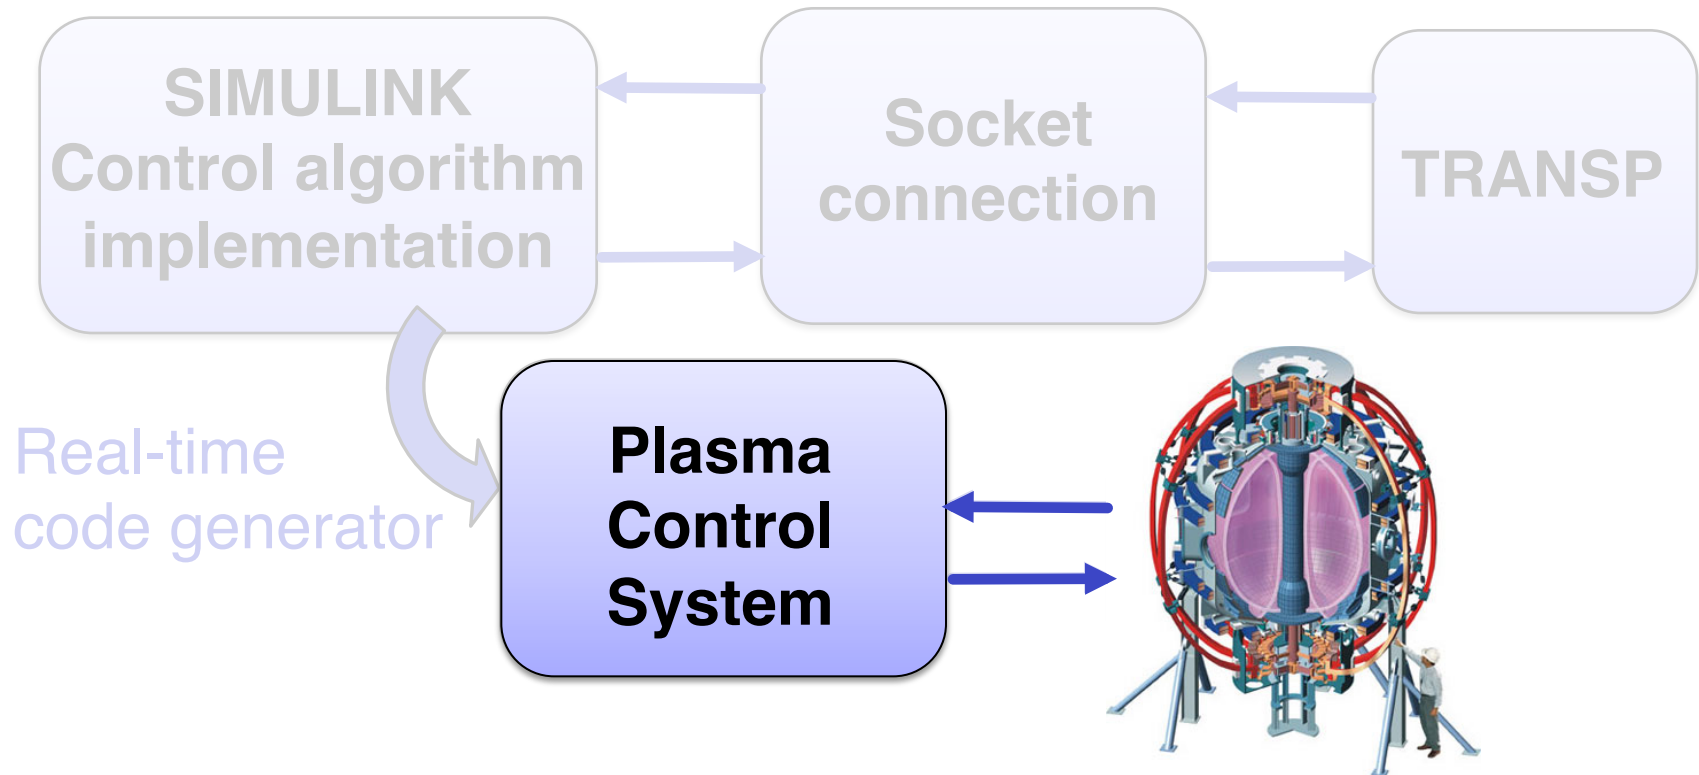 SIMULINK
Control algorithm
implementation
Socket
connection
TRANSP
Real-time
code generator
Plasma
Control
System